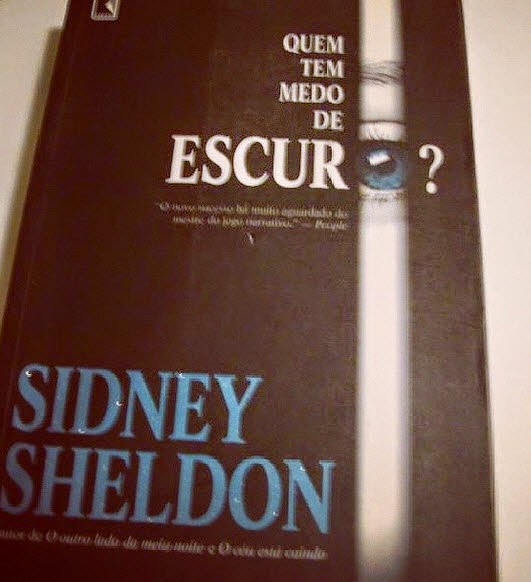 QUEM
TEM
MEDO
DE
ESCURO?
"O novo sucesso há muito aguardado do
mestre do jogo narrativo." — People
SIDNEY
SHELDON
autor de O outro lado da meia-noite e O céu está caindo